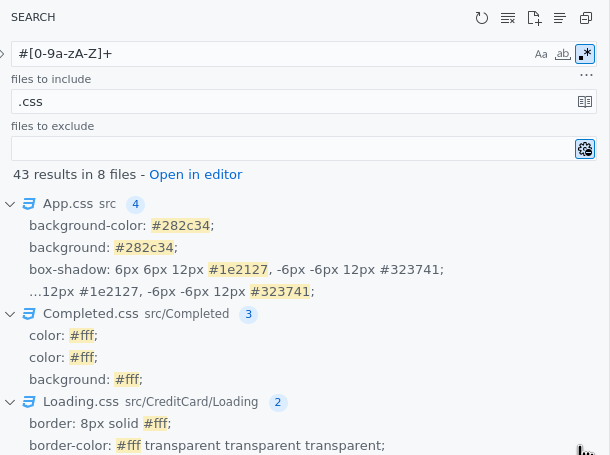 SEARCH
#[0-9a-zA-Z]+
Aa ab .*
files to include
.css
files to exclude
43 results in 8 files - Open in editor
App.css src 4
background-color: #282c34;
background: #282c34;
box-shadow: 6px 6px 12px #1e2127, -6px -6px 12px #323741;
...12px #1e2127, -6px -6px 12px #323741;
Completed.css src/Completed 3
color: #fff;
color: #fff;
background: #fff;
Loading.css src/CreditCard/Loading 2
border: 8px solid #fff;
border-color: #fff transparent transparent transparent;